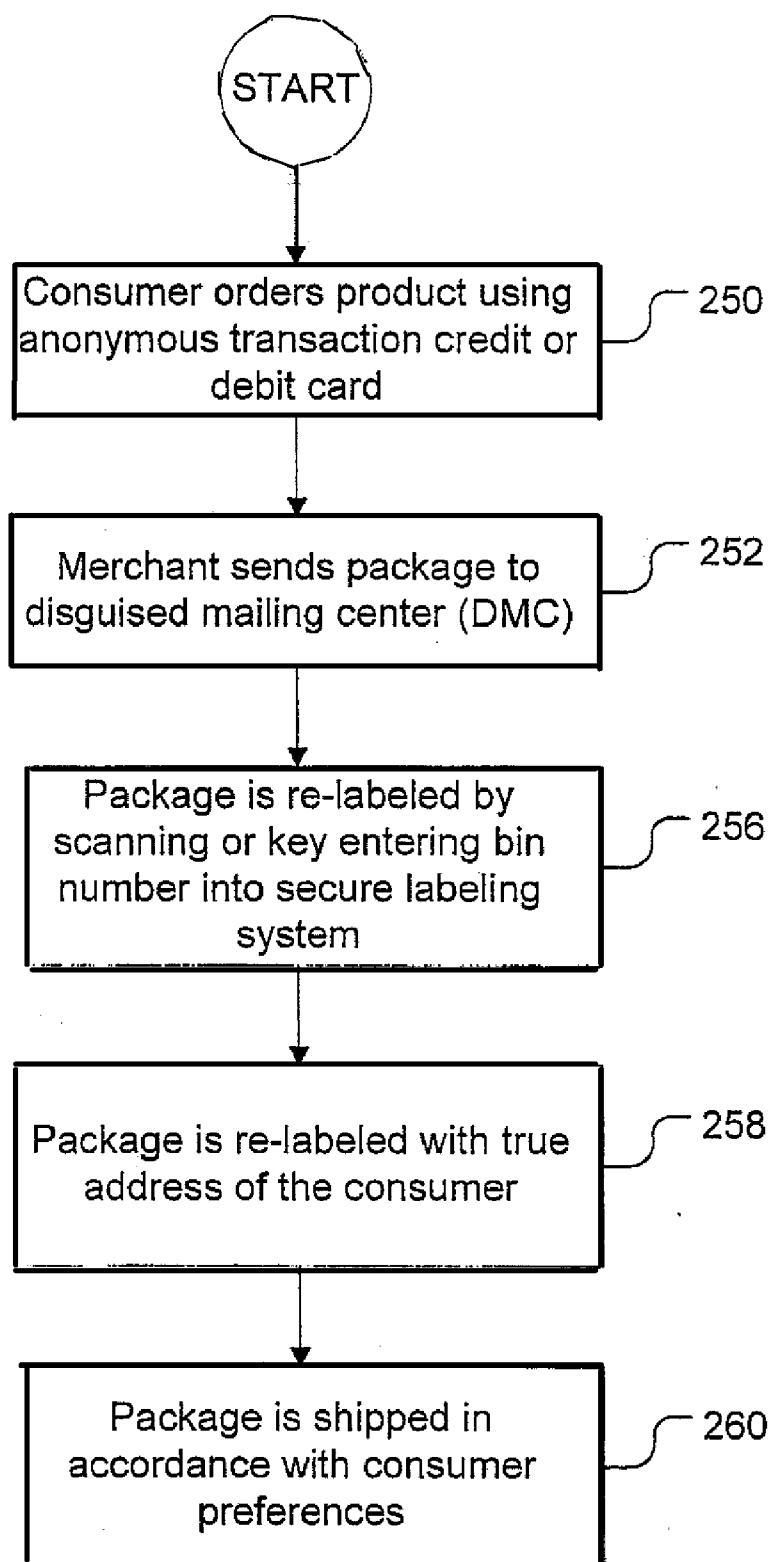 START
Consumer orders product using
anonymous transaction credit or
debit card
250
Merchant sends package to
disguised mailing center (DMC)
252
Package is re-labeled by
scanning or key entering bin
number into secure labeling
system
256
Package is re-labeled with true
address of the consumer
258
Package is shipped in
accordance with consumer
preferences
260